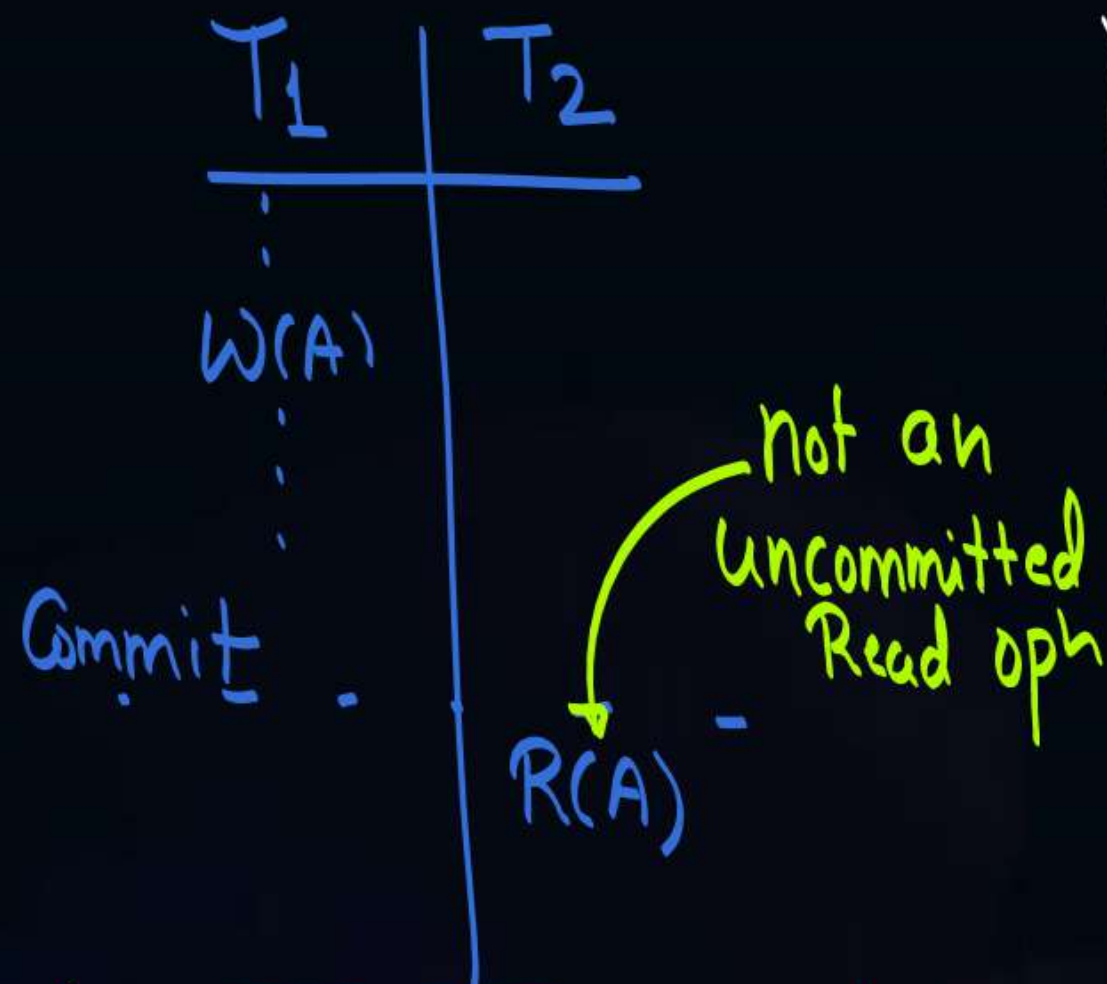 T1 T2
W(A)
not an
uncommitted
Read opn
Commit
R(A)